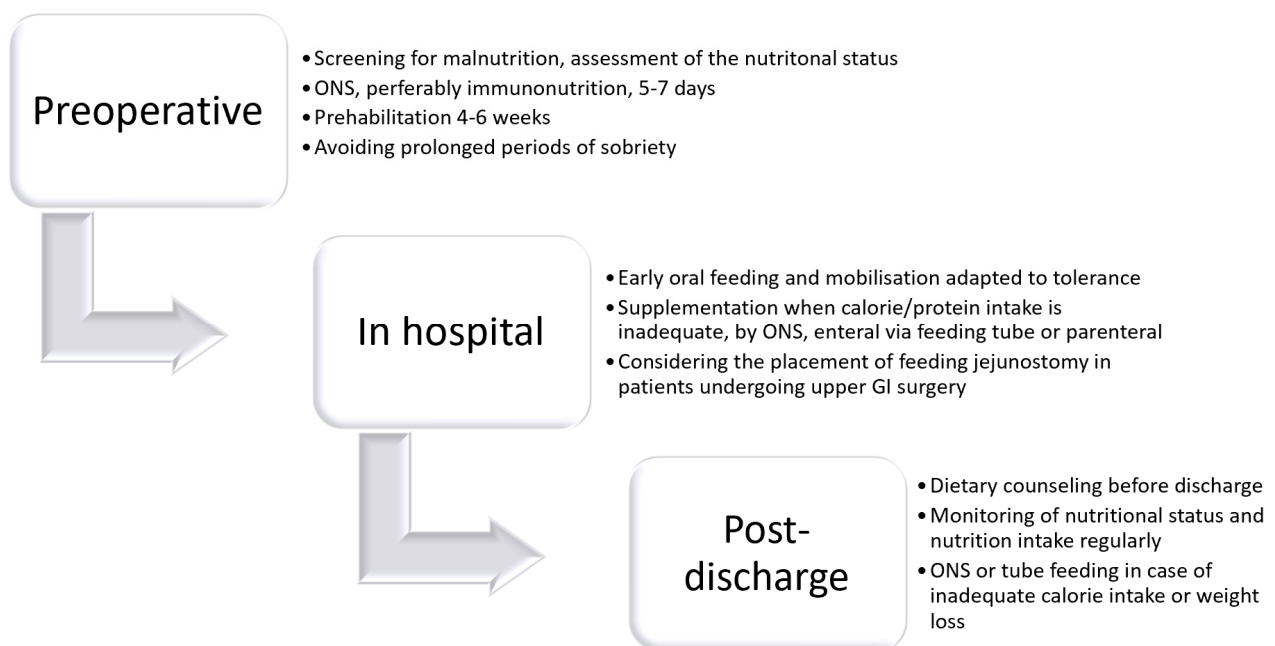 Preoperative
•Screening for malnutrition, assessment of the nutritonal status
•ONS, perferably immunonutrition, 5-7 days
•Prehabilitation 4-6 weeks
•Avoiding prolonged periods of sobriety
In hospital
•Early oral feeding and mobilisation adapted to tolerance
•Supplementation when calorie/protein intake is
inadequate, by ONS, enteral via feeding tube or parenteral
•Considering the placement of feeding jejunostomy in
patients undergoing upper GI surgery
Post-
discharge
•Dietary counseling before discharge
•Monitoring of nutritional status and
nutrition intake regularly
•ONS or tube feeding in case of
inadequate calorie intake or weight
loss